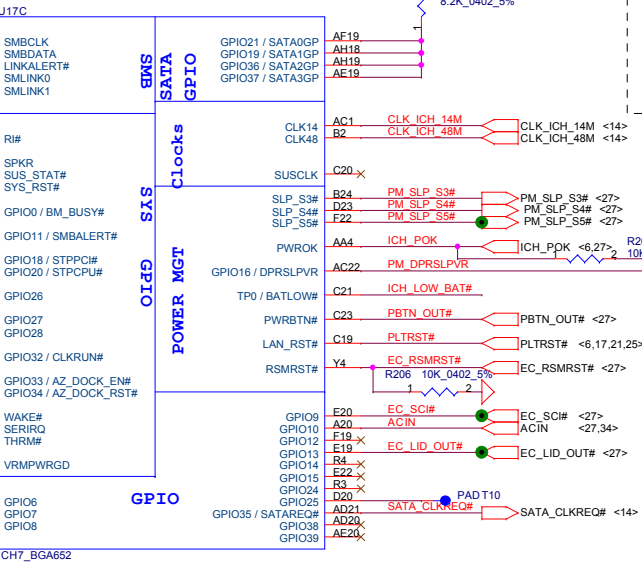 U17C
8.2K_0402_5%
SMBCLK
SMBDATA
LINKALERT#
SMLINK0
SMLINK1
SMB
SATA
GPIO
GPIO21 / SATA0GP
GPIO19 / SATA1GP
GPIO36 / SATA2GP
GPIO37 / SATA3GP
AF19
AH18
AH19
AE19
1
RI#
SPKR
SUS_STAT#
SYS_RST#
GPIO0 / BM_BUSY#
GPIO11 / SMBALERT#
GPIO18 / STPPCI#
GPIO20 / STPCPU#
GPIO26
GPIO27
GPIO28
GPIO32 / CLKRUN#
GPIO33 / AZ_DOCK_EN#
GPIO34 / AZ_DOCK_RST#
WAKE#
SERIRQ
THRM#
VRMPWRGD
GPIO6
GPIO7
GPIO8
SYS
GPIO
Clocks
POWER MGT
GPIO
CLK14 AC1 CLK_ICH_14M CLK_ICH_14M <14>
CLK48 B2 CLK_ICH_48M CLK_ICH_48M <14>
SUSCLK C20
SLP_S3# B24 PM_SLP_S3# PM_SLP_S3# <27>
SLP_S4# D23 PM_SLP_S4# PM_SLP_S4# <27>
SLP_S5# F22 PM_SLP_S5# PM_SLP_S5# <27>
PWROK AA4 ICH_POK ICH_POK <6,27>
R20
10K
1 2
GPIO16 / DPRSLPVR AC22 PM_DPRSLPVR
TP0 / BATLOW# C21 ICH_LOW_BAT#
PWRBTN# C23 PBTN_OUT# PBTN_OUT# <27>
LAN_RST# C19 PLTRST# PLTRST# <6,17,21,25>
RSMRST# Y4 EC_RSMRST# EC_RSMRST# <27>
R206 10K_0402_5%
1 2
GPIO9 E20 EC_SCI# EC_SCI# <27>
GPIO10 A20 ACIN ACIN <27,34>
GPIO12 F19
GPIO13 E19 EC_LID_OUT# EC_LID_OUT# <27>
GPIO14 R4
GPIO15 E22
GPIO24 R3
GPIO25 D20 PAD T10
GPIO35 / SATAREQ# AD21 SATA_CLKREQ# SATA_CLKREQ# <14>
GPIO38 AD20
GPIO39 AE20
CH7_BGA652